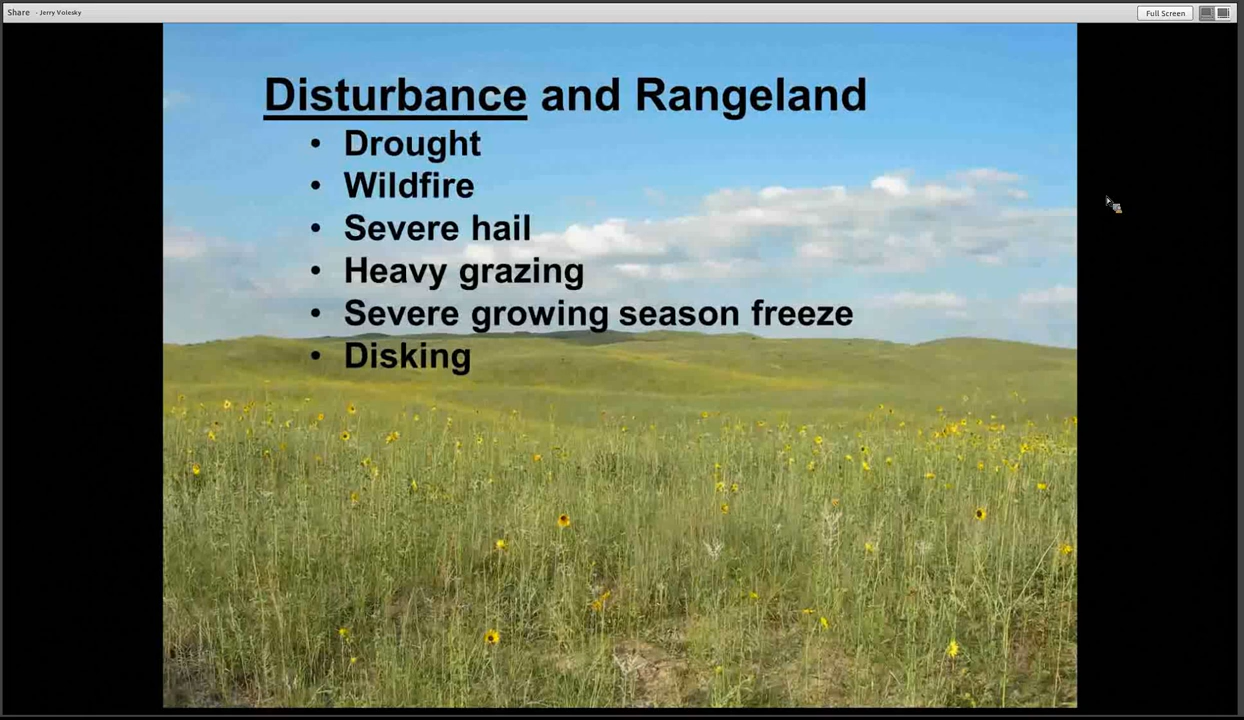 Share - Jerry Volesky
Full Screen
Disturbance and Rangeland
• Drought
• Wildfire
• Severe hail
• Heavy grazing
• Severe growing season freeze
• Disking